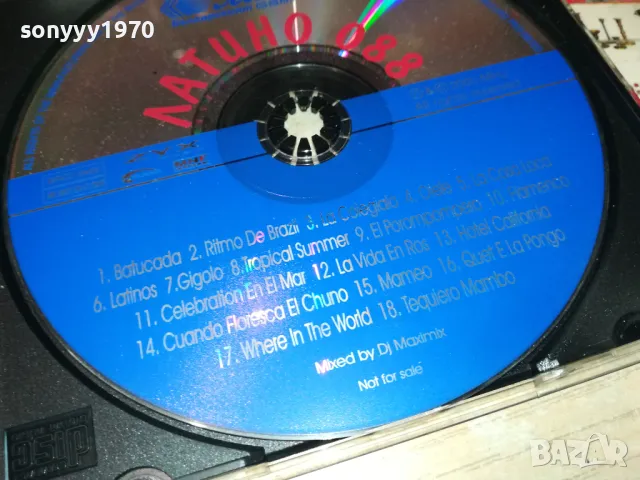 sonyyy1970
ЛАТИНО 088
1. Batucada 2. Ritmo De Brazil 3. La Colegiala 4. 5. La Casa Loca
6. Latinos 7.Gigolo 8.Tropical Summer 9. El Porompompero 10. Flamenco
11. Celebration En El Mar 12. La Vida En Ros 13. Hotel California
14. Cuando Floresca El Chuno 15. Mameo 16. Quet E La Pongo
17. Where In The World 18. Tequiero Mambo
Mixed by Dj Maximix
Not for sale
disc
BAZAR